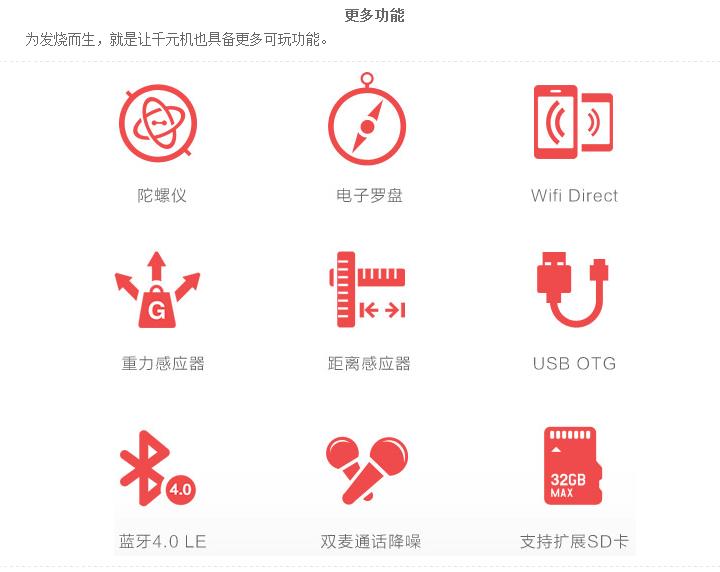 更多功能
为发烧而生，就是让千元机也具备更多可玩功能。
陀螺仪
电子罗盘
Wifi Direct
G
重力感应器
距离感应器
USB OTG
4.0
32GB
MAX
蓝牙4.0 LE
双麦通话降噪
支持扩展SD卡